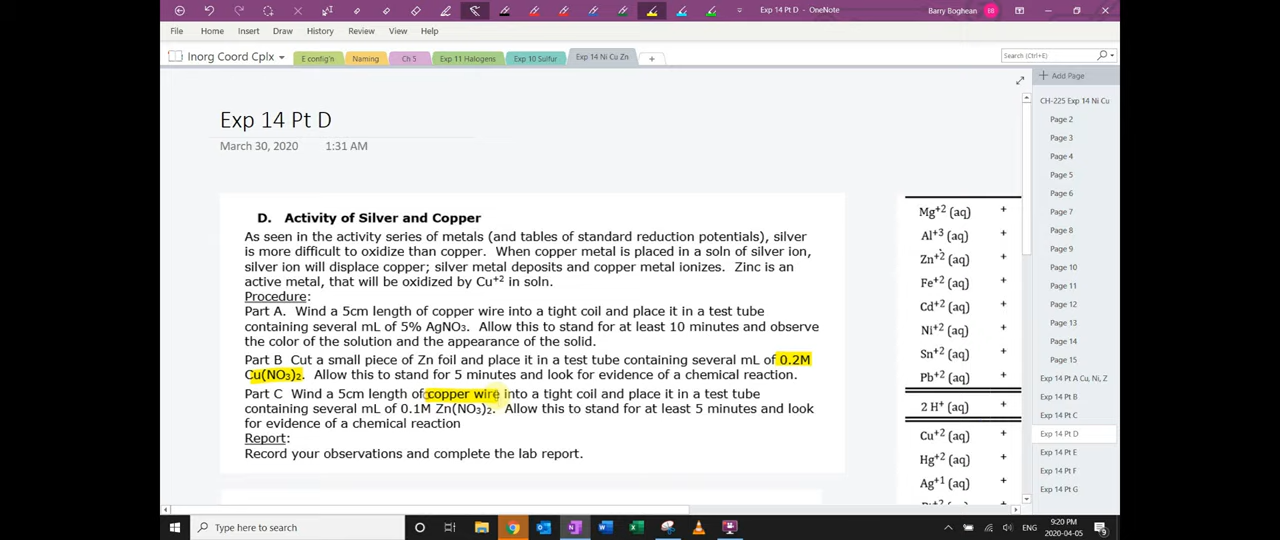 Exp 14 Pt D - OneNote
Barry Boghean
BB
File Home Insert Draw History Review View Help
Inorg Coord Cplx
E config'n
Naming
Ch 5
Exp 11 Halogens
Exp 10 Sulfur
Exp 14 Ni Cu Zn
Search (Ctrl+E)
Exp 14 Pt D
March 30, 2020 1:31 AM
D. Activity of Silver and Copper
As seen in the activity series of metals (and tables of standard reduction potentials), silver
is more difficult to oxidize than copper. When copper metal is placed in a soln of silver ion,
silver ion will displace copper; silver metal deposits and copper metal ionizes. Zinc is an
active metal, that will be oxidized by Cu⁺² in soln.
Procedure:
Part A. Wind a 5cm length of copper wire into a tight coil and place it in a test tube
containing several mL of 5% AgNO₃. Allow this to stand for at least 10 minutes and observe
the color of the solution and the appearance of the solid.
Part B Cut a small piece of Zn foil and place it in a test tube containing several mL of 0.2M
Cu(NO₃)₂. Allow this to stand for 5 minutes and look for evidence of a chemical reaction.
Part C Wind a 5cm length of copper wire into a tight coil and place it in a test tube
containing several mL of 0.1M Zn(NO₃)₂. Allow this to stand for at least 5 minutes and look
for evidence of a chemical reaction
Report:
Record your observations and complete the lab report.
Mg⁺² (aq) +
Al⁺³ (aq) +
Zn⁺² (aq) +
Fe⁺² (aq) +
Cd⁺² (aq) +
Ni⁺² (aq) +
Sn⁺² (aq) +
Pb⁺² (aq) +
2 H⁺ (aq) +
Cu⁺² (aq) +
Hg⁺² (aq) +
Ag⁺¹ (aq) +
Add Page
CH-225 Exp 14 Ni Cu
Page 2
Page 3
Page 4
Page 5
Page 6
Page 7
Page 8
Page 9
Page 10
Page 11
Page 12
Page 13
Page 14
Page 15
Exp 14 Pt A Cu, Ni, Z
Exp 14 Pt B
Exp 14 Pt C
Exp 14 Pt D
Exp 14 Pt E
Exp 14 Pt F
Exp 14 Pt G
Type here to search
9:20 PM
2020-04-05